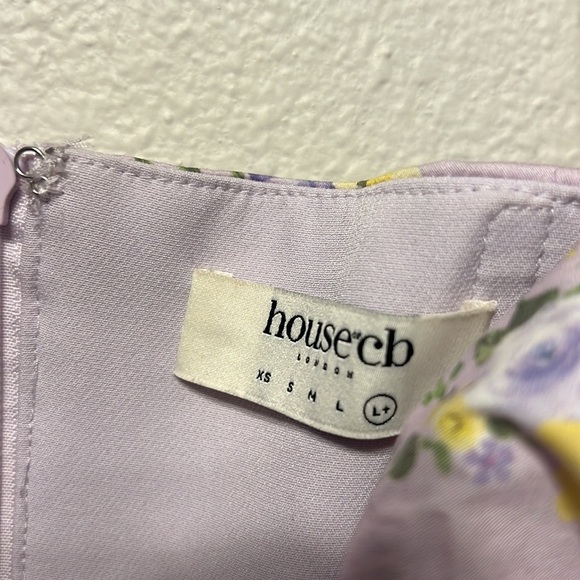 house of cb
LONDON
XS S M L L+